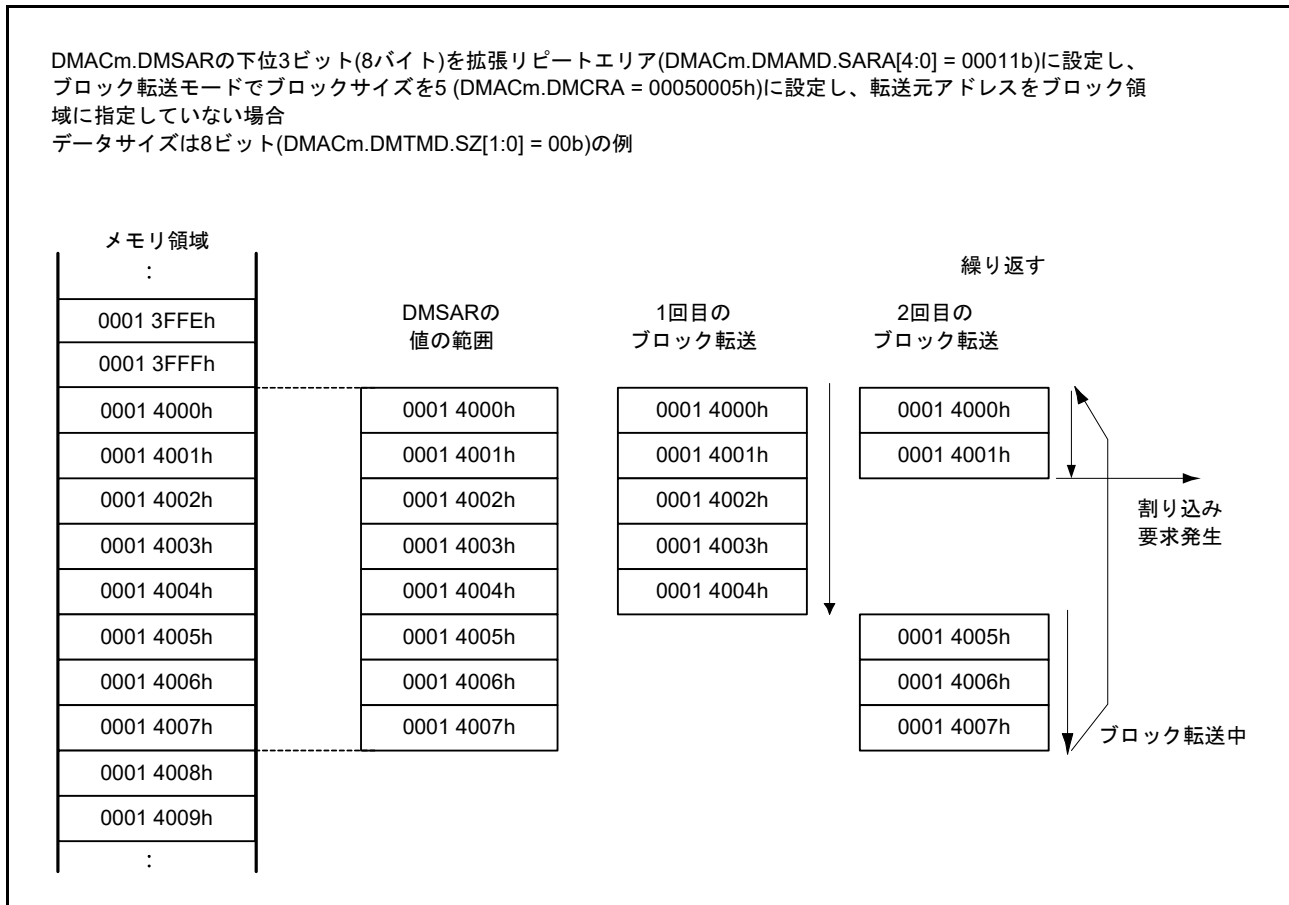 DMACm.DMSARの下位3ビット(8バイト)を拡張リピートエリア(DMACm.DMAMD.SARA[4:0] = 00011b)に設定し、
ブロック転送モードでブロックサイズを5 (DMACm.DMCRA = 00050005h)に設定し、転送元アドレスをブロック領
域に指定していない場合
データサイズは8ビット(DMACm.DMTMD.SZ[1:0] = 00b)の例
メモリ領域
:
0001 3FFEh
0001 3FFFh
0001 4000h
0001 4001h
0001 4002h
0001 4003h
0001 4004h
0001 4005h
0001 4006h
0001 4007h
0001 4008h
0001 4009h
:
DMSARの
値の範囲
0001 4000h
0001 4001h
0001 4002h
0001 4003h
0001 4004h
0001 4005h
0001 4006h
0001 4007h
1回目の
ブロック転送
0001 4000h
0001 4001h
0001 4002h
0001 4003h
0001 4004h
繰り返す
2回目の
ブロック転送
0001 4000h
0001 4001h
0001 4005h
0001 4006h
0001 4007h
割り込み
要求発生
ブロック転送中